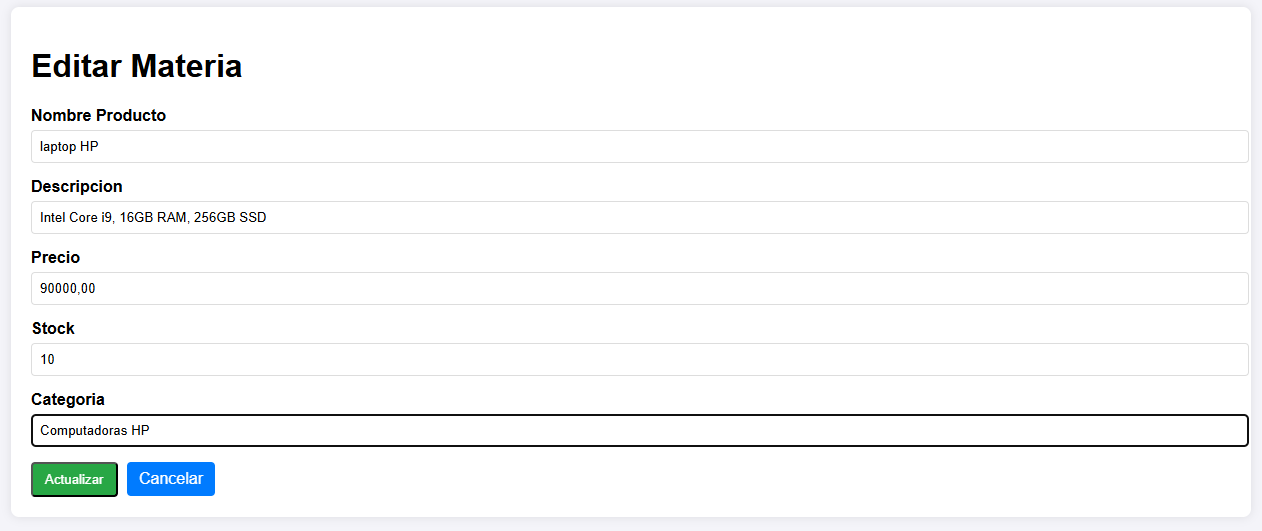 Editar Materia
Nombre Producto
laptop HP
Descripcion
Intel Core i9, 16GB RAM, 256GB SSD
Precio
90000,00
Stock
10
Categoria
Computadoras HP
Actualizar Cancelar